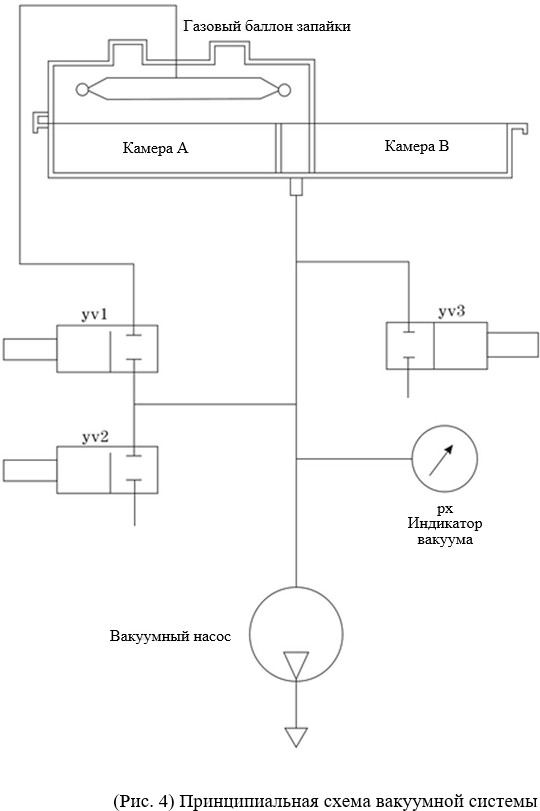 Газовый баллон запайки
Камера А
Камера В
yv1
yv3
yv2
px
Индикатор
вакуума
Вакуумный насос
(Рис. 4) Принципиальная схема вакуумной системы